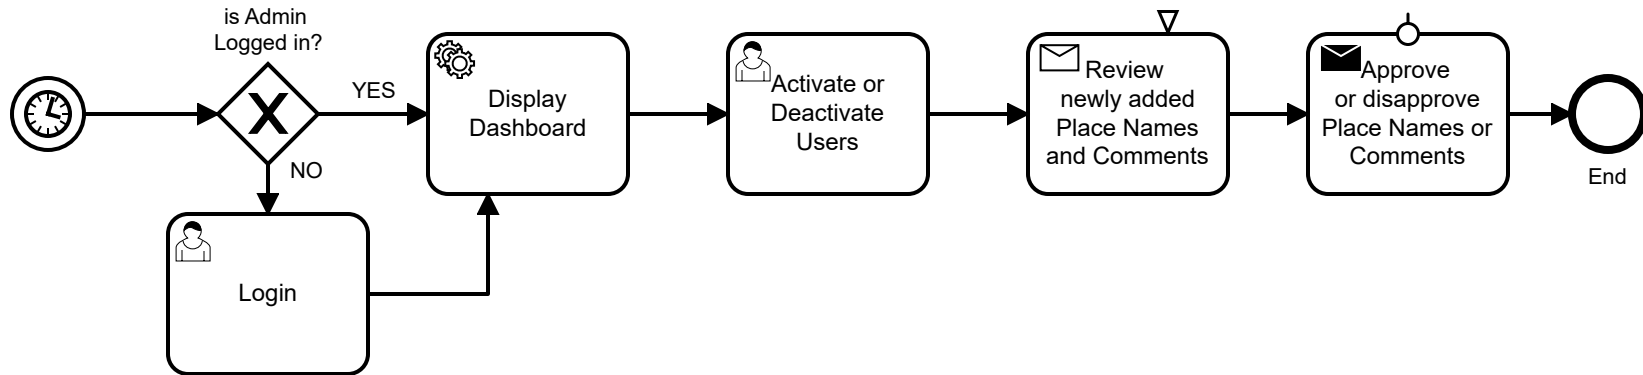 is Admin
Logged in?
YES
NO
Login
Display
Dashboard
Activate or
Deactivate
Users
Review
newly added
Place Names
and Comments
Approve
or disapprove
Place Names or
Comments
End